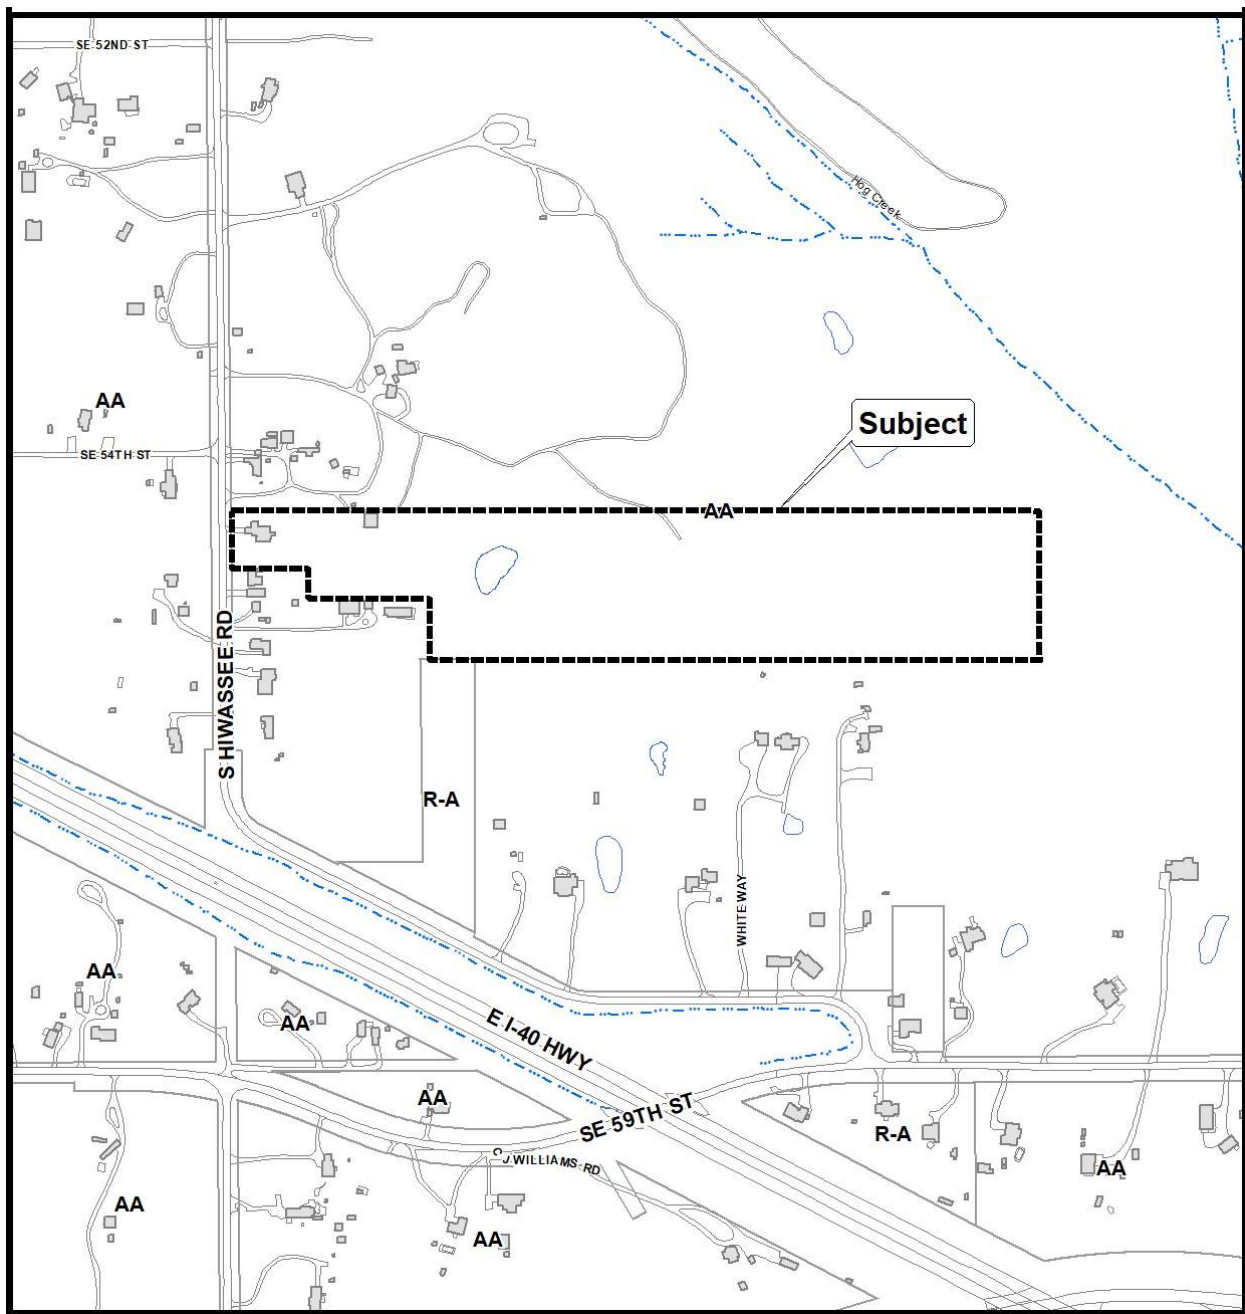 SE 52ND ST
Hog Creek
AA
Subject
SE 54TH ST
AA
S HIWASSEE RD
R-A
WHITE WAY
AA
AA
E I-40 HWY
AA
SE 59TH ST
R-A
WILLIAMS RD
AA
AA
AA